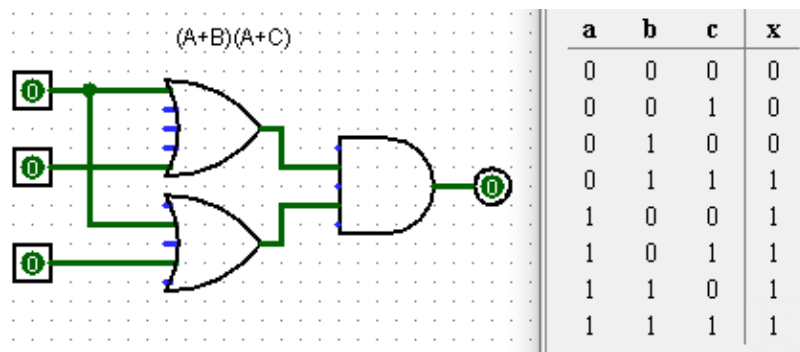 (A+B)(A+C)
0
0
0
0
a b c x
0 0 0 0
0 0 1 0
0 1 0 0
0 1 1 1
1 0 0 1
1 0 1 1
1 1 0 1
1 1 1 1